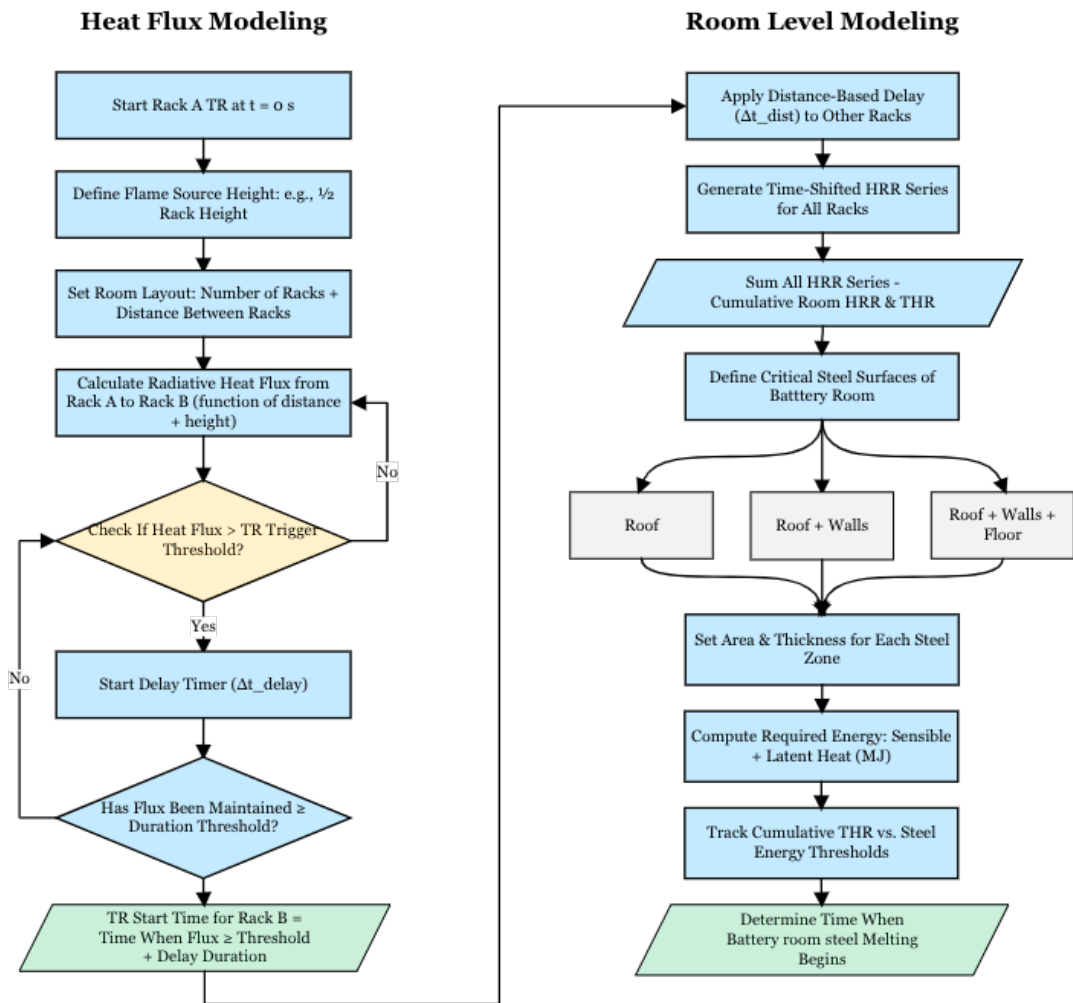 Heat Flux Modeling
Start Rack A TR at t = 0 s
Define Flame Source Height: e.g., ½
Rack Height
Set Room Layout: Number of Racks +
Distance Between Racks
Calculate Radiative Heat Flux from
Rack A to Rack B (function of distance
+ height)
No
Check If Heat Flux > TR Trigger
Threshold?
Yes
No
Start Delay Timer (Δt_delay)
Has Flux Been Maintained ≥
Duration Threshold?
TR Start Time for Rack B =
Time When Flux ≥ Threshold
+ Delay Duration
Room Level Modeling
Apply Distance-Based Delay
(Δt_dist) to Other Racks
Generate Time-Shifted HRR Series
for All Racks
Sum All HRR Series -
Cumulative Room HRR & THR
Define Critical Steel Surfaces of
Batttery Room
Roof
Roof + Walls
Roof + Walls +
Floor
Set Area & Thickness for Each Steel
Zone
Compute Required Energy: Sensible
+ Latent Heat (MJ)
Track Cumulative THR vs. Steel
Energy Thresholds
Determine Time When
Battery room steel Melting
Begins